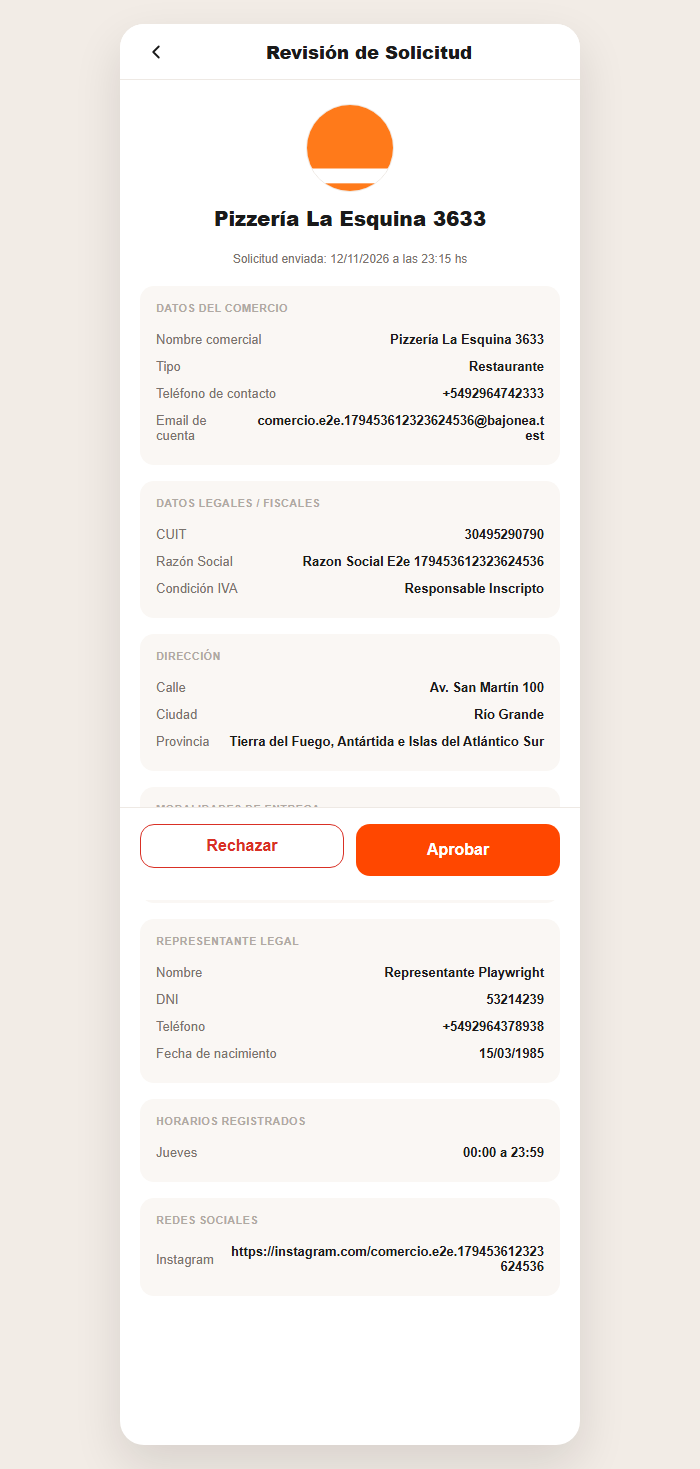 Revisión de Solicitud
Pizzería La Esquina 3633
Solicitud enviada: 12/11/2026 a las 23:15 hs
DATOS DEL COMERCIO
Nombre comercial Pizzería La Esquina 3633
Tipo Restaurante
Teléfono de contacto +5492964742333
Email de cuenta comercio.e2e.179453612323624536@bajonea.t
est
DATOS LEGALES / FISCALES
CUIT 30495290790
Razón Social Razon Social E2e 179453612323624536
Condición IVA Responsable Inscripto
DIRECCIÓN
Calle Av. San Martín 100
Ciudad Río Grande
Provincia Tierra del Fuego, Antártida e Islas del Atlántico Sur
Rechazar Aprobar
REPRESENTANTE LEGAL
Nombre Representante Playwright
DNI 53214239
Teléfono +5492964378938
Fecha de nacimiento 15/03/1985
HORARIOS REGISTRADOS
Jueves 00:00 a 23:59
REDES SOCIALES
Instagram https://instagram.com/comercio.e2e.179453612323
624536